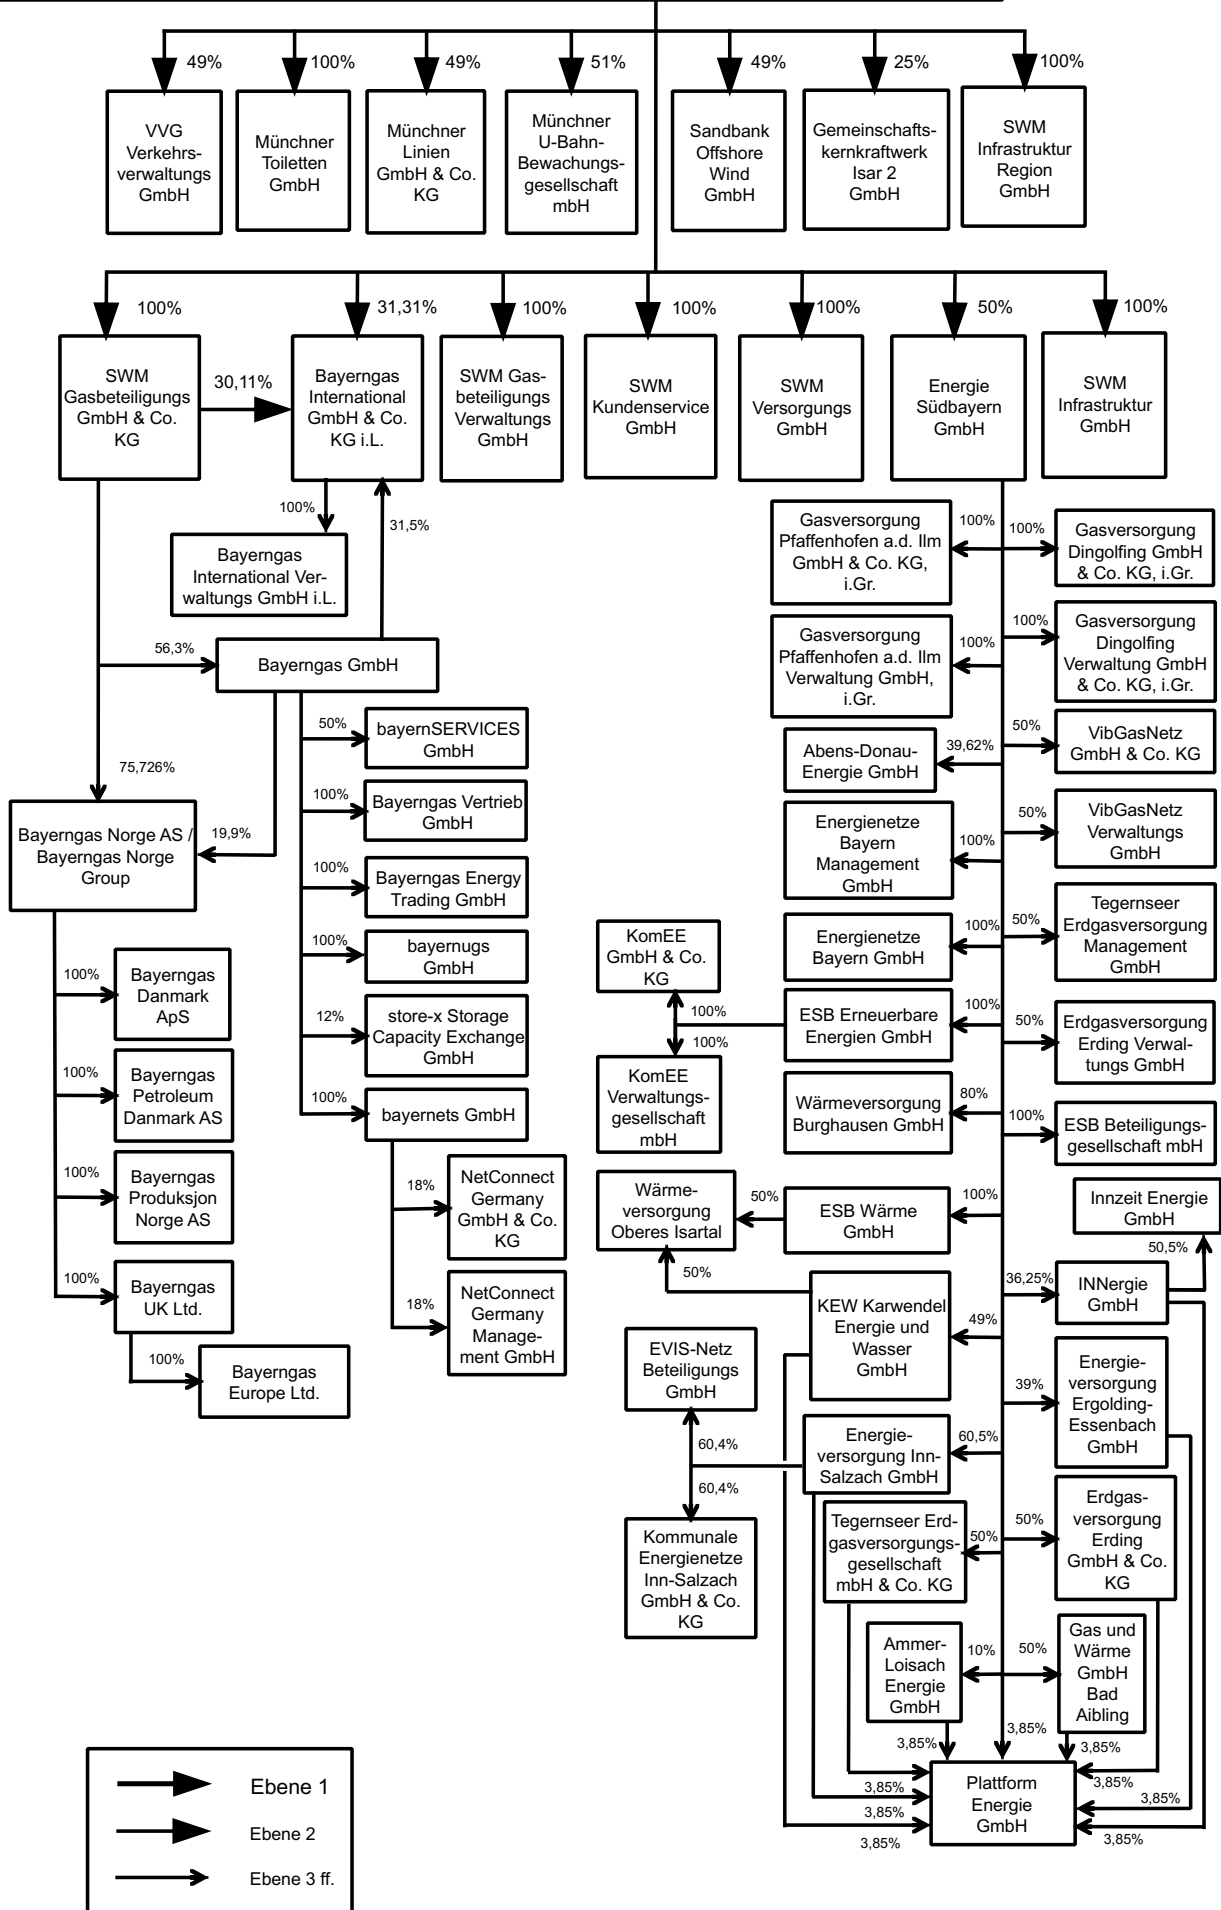 49%
100%
49%
51%
49%
25%
100%
VVG
Verkehrs-
verwaltungs
GmbH
Münchner
Toiletten
GmbH
Münchner
Linien
GmbH & Co.
KG
Münchner
U-Bahn-
Bewachungs-
gesellschaft
mbH
Sandbank
Offshore
Wind
GmbH
Gemeinschafts-
kernkraftwerk
Isar 2
GmbH
SWM
Infrastruktur
Region
GmbH
100%
31,31%
100%
100%
100%
50%
100%
SWM
Gasbeteiligungs
GmbH & Co.
KG
30,11%
Bayerngas
International
GmbH & Co.
KG i.L.
SWM Gas-
beteiligungs
Verwaltungs
GmbH
SWM
Kundenservice
GmbH
SWM
Versorgungs
GmbH
Energie
Südbayern
GmbH
SWM
Infrastruktur
GmbH
100%
31,5%
Bayerngas
International Ver-
waltungs GmbH i.L.
56,3%
Bayerngas GmbH
75,726%
19,9%
Bayerngas Norge AS /
Bayerngas Norge
Group
50%
bayernSERVICES
GmbH
100%
Bayerngas Vertrieb
GmbH
100%
Bayerngas Energy
Trading GmbH
100%
bayernugs
GmbH
12%
store-x Storage
Capacity Exchange
GmbH
100%
bayernets GmbH
18%
NetConnect
Germany
GmbH & Co.
KG
18%
NetConnect
Germany
Manage-
ment GmbH
100%
Bayerngas
Danmark
ApS
100%
Bayerngas
Petroleum
Danmark AS
100%
Bayerngas
Produksjon
Norge AS
100%
Bayerngas
UK Ltd.
100%
Bayerngas
Europe Ltd.
Gasversorgung
Pfaffenhofen a.d. Ilm
GmbH & Co. KG,
i.Gr.
100%
100%
Gasversorgung
Dingolfing GmbH
& Co. KG, i.Gr.
Gasversorgung
Pfaffenhofen a.d. Ilm
Verwaltung GmbH,
i.Gr.
100%
100%
Gasversorgung
Dingolfing
Verwaltung GmbH
& Co. KG, i.Gr.
Abens-Donau-
Energie GmbH
39,62%
50%
VibGasNetz
GmbH & Co. KG
Energienetze
Bayern
Management
GmbH
100%
50%
VibGasNetz
Verwaltungs
GmbH
Energienetze
Bayern GmbH
100%
50%
Tegernseer
Erdgasversorgung
Management
GmbH
KomEE
GmbH & Co.
KG
100%
100%
KomEE
Verwaltungs-
gesellschaft
mbH
ESB Erneuerbare
Energien GmbH
100%
50%
Erdgasversorgung
Erding Verwal-
tungs GmbH
Wärmeversorgung
Burghausen GmbH
80%
100%
ESB Beteiligungs-
gesellschaft mbH
Wärme-
versorgung
Oberes Isartal
50%
ESB Wärme
GmbH
100%
Innzeit Energie
GmbH
50,5%
50%
36,25%
INNergie
GmbH
KEW Karwendel
Energie und
Wasser
GmbH
49%
EVIS-Netz
Beteiligungs
GmbH
39%
Energie-
versorgung
Ergolding-
Essenbach
GmbH
60,4%
60,4%
Energie-
versorgung Inn-
Salzach GmbH
60,5%
Kommunale
Energienetze
Inn-Salzach
GmbH & Co.
KG
Tegernseer Erd-
gasversorgungs-
gesellschaft
mbH & Co. KG
50%
50%
Erdgas-
versorgung
Erding
GmbH & Co.
KG
Ammer-
Loisach
Energie
GmbH
10%
50%
Gas und
Wärme
GmbH
Bad
Aibling
3,85%
3,85%
3,85%
3,85%
3,85%
3,85%
3,85%
3,85%
3,85%
Plattform
Energie
GmbH
Ebene 1
Ebene 2
Ebene 3 ff.